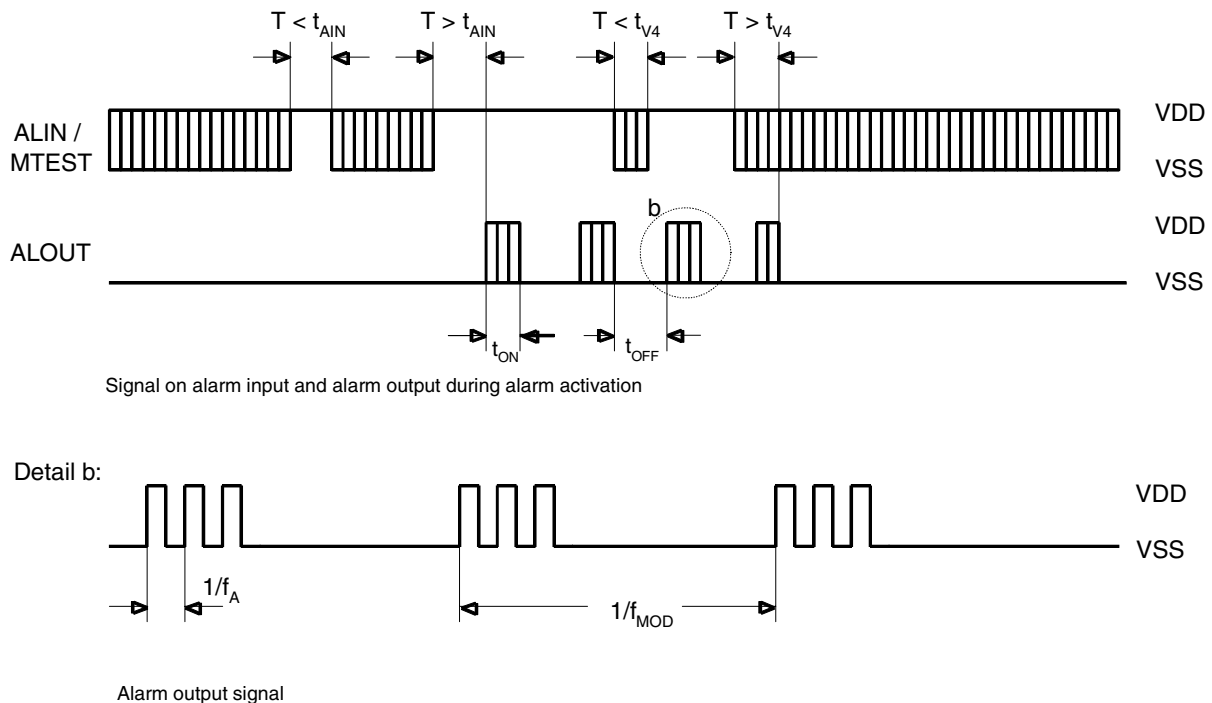 T < tAIN T > tAIN T < tV4 T > tV4
ALIN / MTEST VDD VSS
b
ALOUT VDD VSS
tON tOFF
Signal on alarm input and alarm output during alarm activation
Detail b:
VDD
VSS
1/fA 1/fMOD
Alarm output signal